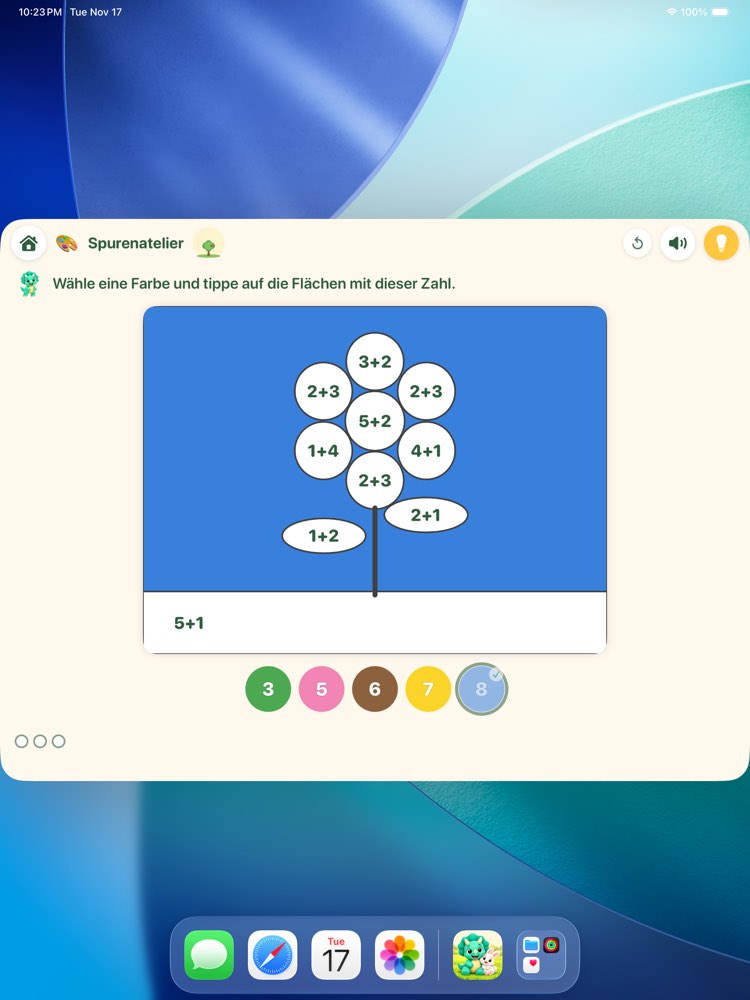 10:23 PM Tue Nov 17
100%
Spurenatelier
Wähle eine Farbe und tippe auf die Flächen mit dieser Zahl.
3+2
2+3
2+3
5+2
1+4
4+1
2+3
2+1
1+2
5+1
3 5 6 7 8
Tue
17